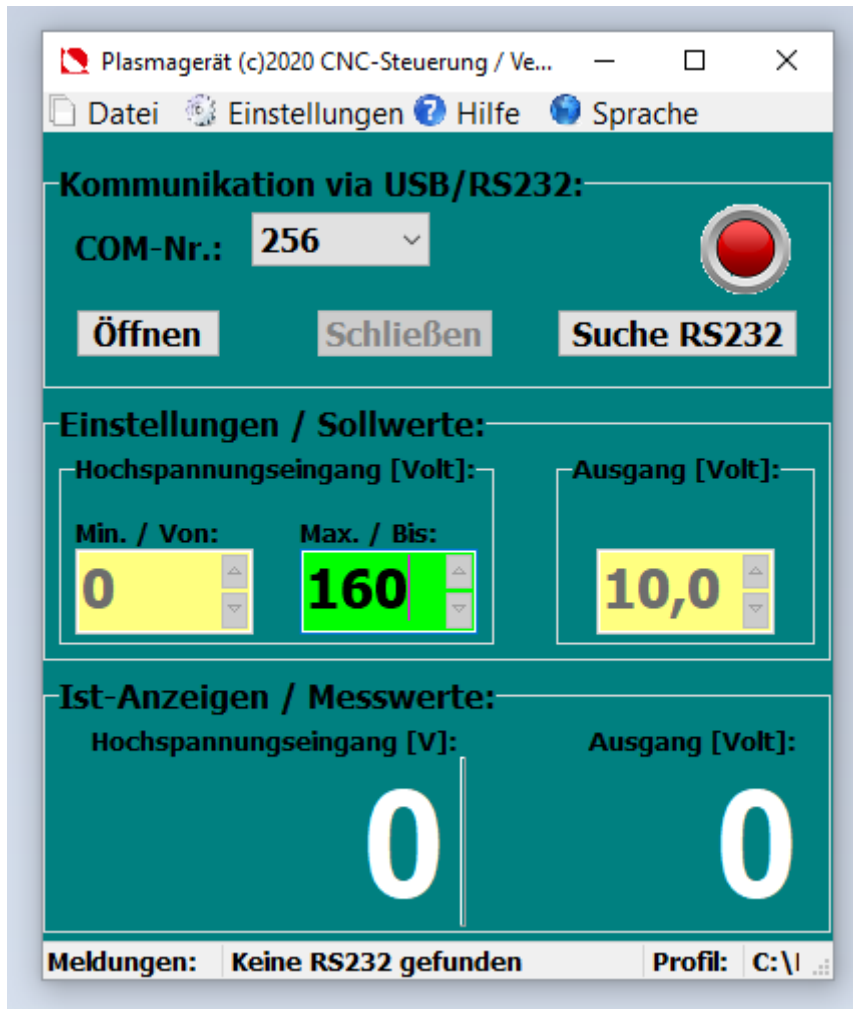 Plasmagerät (c)2020 CNC-Steuerung / Ve...
Datei Einstellungen Hilfe Sprache
Kommunikation via USB/RS232:
COM-Nr.: 256
Öffnen Schließen Suche RS232
Einstellungen / Sollwerte:
Hochspannungseingang [Volt]: Ausgang [Volt]:
Min. / Von: Max. / Bis:
0 160 10,0
Ist-Anzeigen / Messwerte:
Hochspannungseingang [V]: Ausgang [Volt]:
0 0
Meldungen: Keine RS232 gefunden Profil: C:\